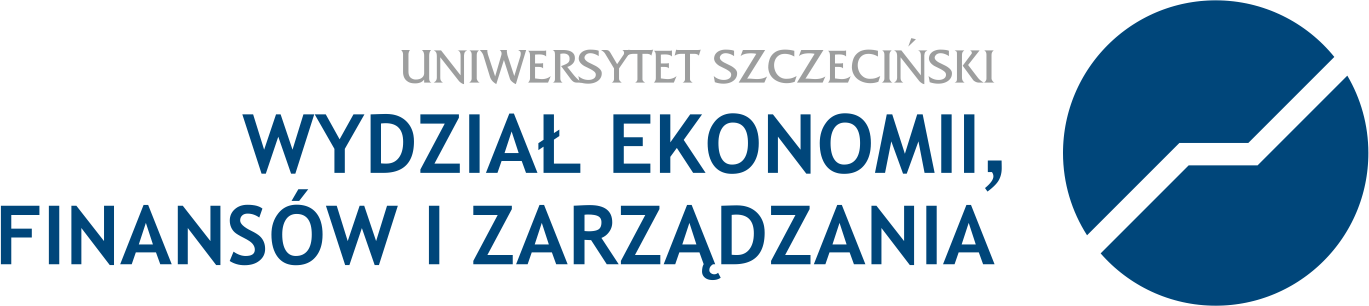 UNIWERSYTET SZCZECIŃSKI
WYDZIAŁ EKONOMII,
FINANSÓW I ZARZĄDZANIA